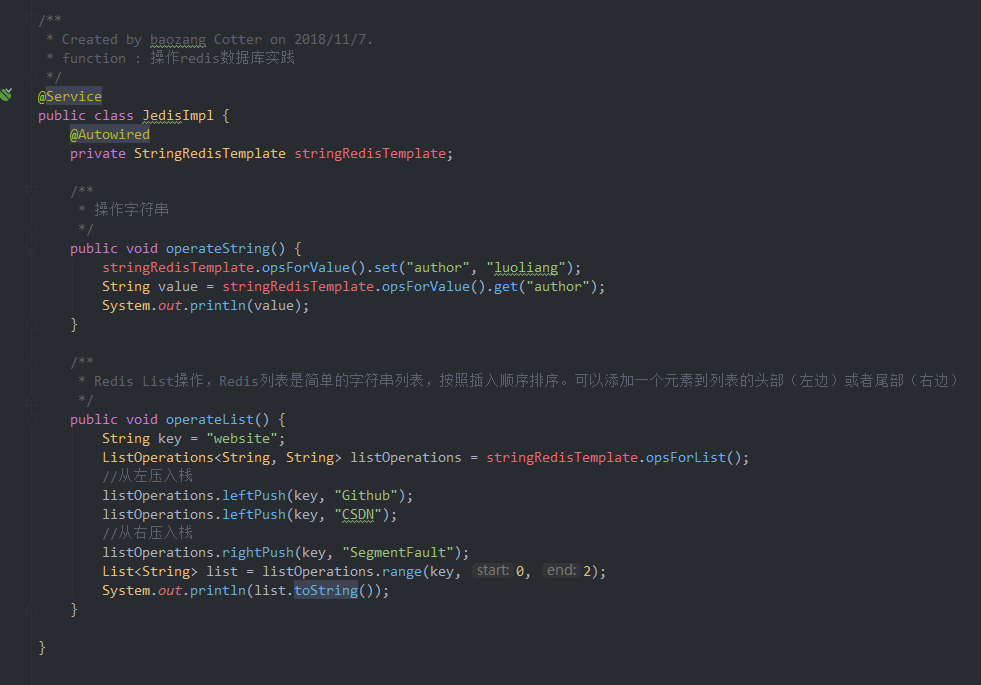 /**
 * Created by baozang Cotter on 2018/11/7.
 * function : 操作redis数据库实践
 */
@Service
public class JedisImpl {
    @Autowired
    private StringRedisTemplate stringRedisTemplate;
    /**
     * 操作字符串
     */
    public void operateString() {
        stringRedisTemplate.opsForValue().set("author", "luoliang");
        String value = stringRedisTemplate.opsForValue().get("author");
        System.out.println(value);
    }
    /**
     * Redis List操作，Redis列表是简单的字符串列表，按照插入顺序排序。可以添加一个元素到列表的头部（左边）或者尾部（右边）
     */
    public void operateList() {
        String key = "website";
        ListOperations<String, String> listOperations = stringRedisTemplate.opsForList();
        //从左压入栈
        listOperations.leftPush(key, "Github");
        listOperations.leftPush(key, "CSDN");
        //从右压入栈
        listOperations.rightPush(key, "SegmentFault");
        List<String> list = listOperations.range(key, start: 0, end: 2);
        System.out.println(list.toString());
    }
}